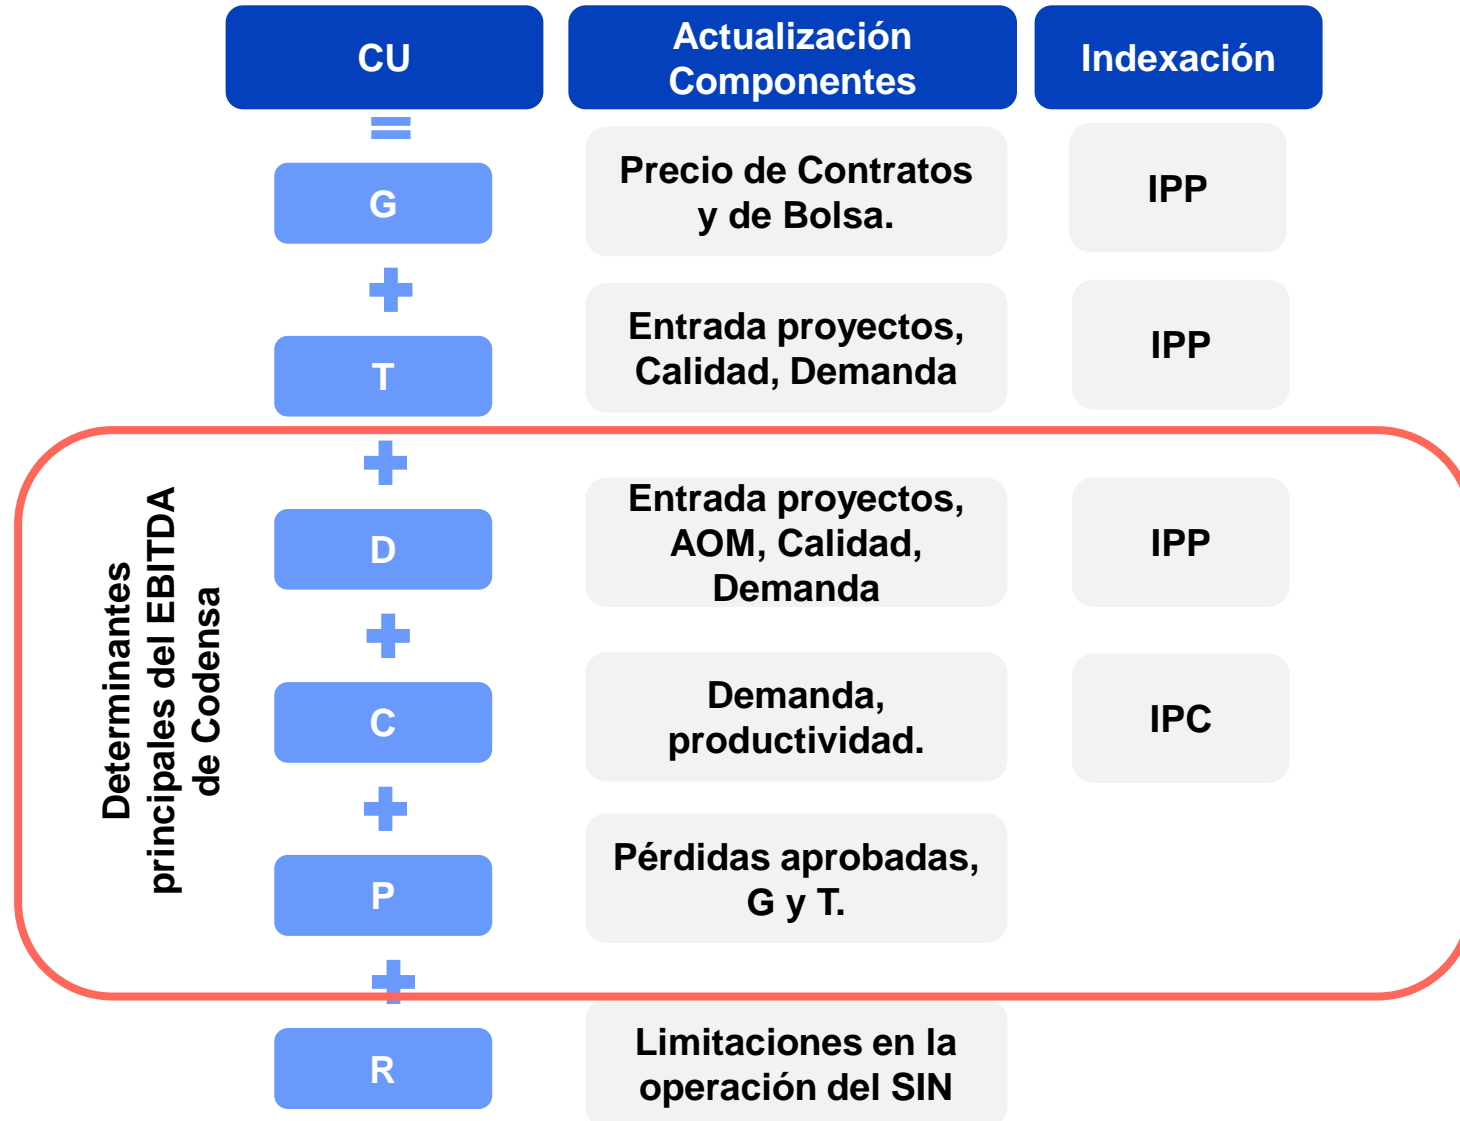 CU
Actualización
Componentes
Indexación
=
G
Precio de Contratos
y de Bolsa.
IPP
+
T
Entrada proyectos,
Calidad, Demanda
IPP
Determinantes
principales del EBITDA
de Codensa
+
D
Entrada proyectos,
AOM, Calidad,
Demanda
IPP
+
C
Demanda,
productividad.
IPC
+
P
Pérdidas aprobadas,
G y T.
+
R
Limitaciones en la
operación del SIN